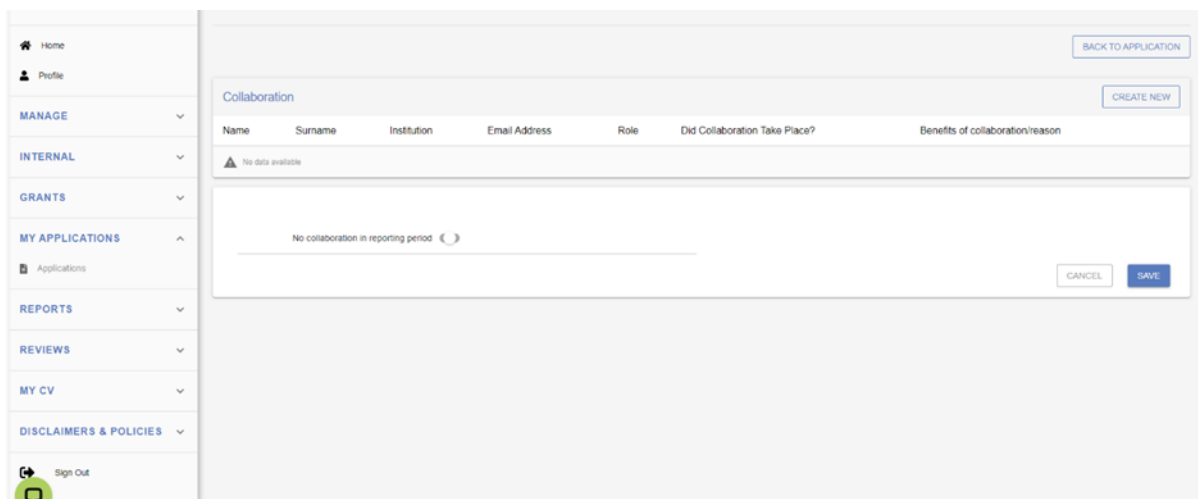 Home
Profile
MANAGE
INTERNAL
GRANTS
MY APPLICATIONS
Applications
REPORTS
REVIEWS
MY CV
DISCLAIMERS & POLICIES
Sign Out
BACK TO APPLICATION
Collaboration
CREATE NEW
Name Surname Institution Email Address Role Did Collaboration Take Place? Benefits of collaboration/reason
No data available
No collaboration in reporting period
CANCEL SAVE